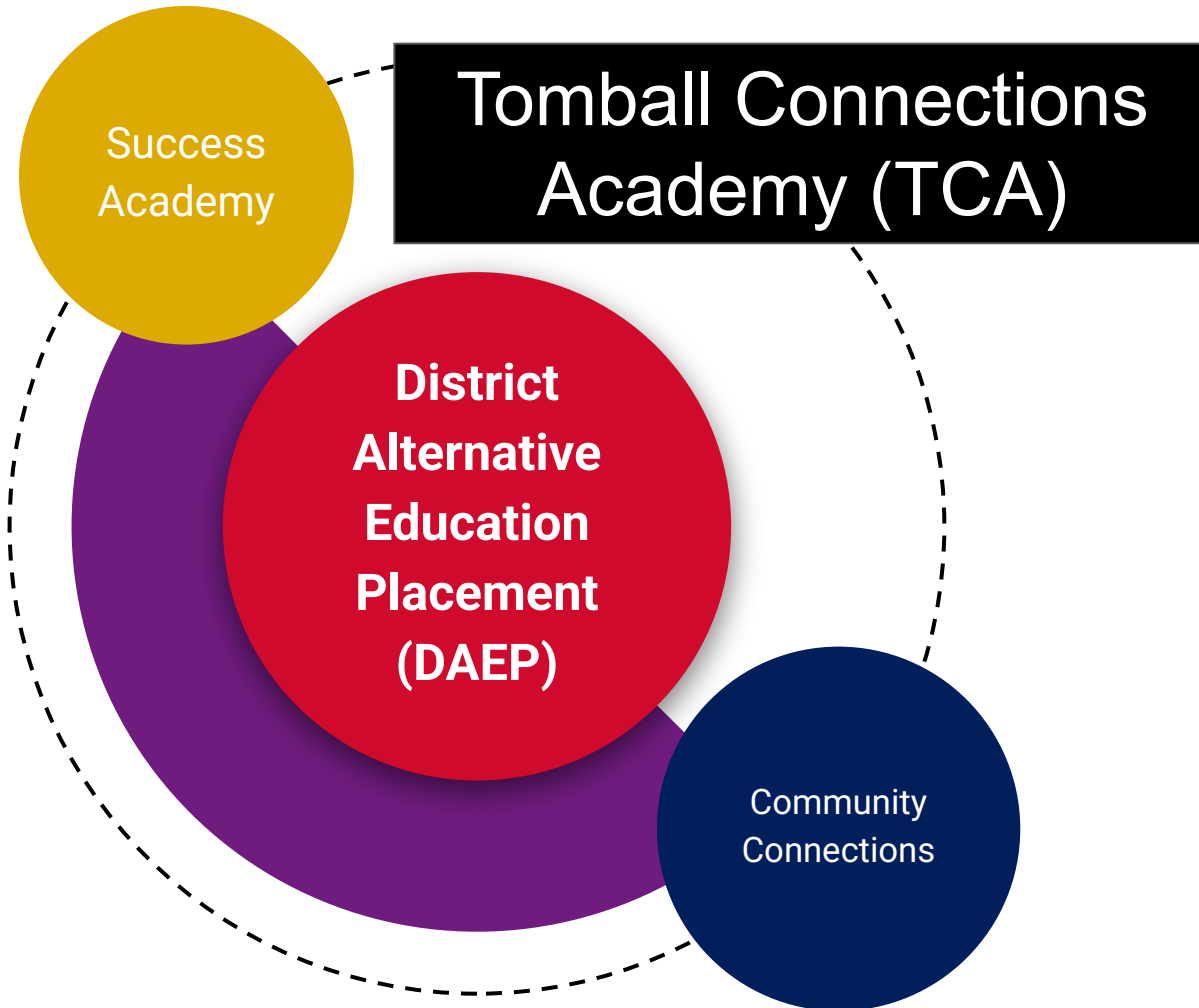 Tomball Connections
Academy (TCA)
Success
Academy
District
Alternative
Education
Placement
(DAEP)
Community
Connections